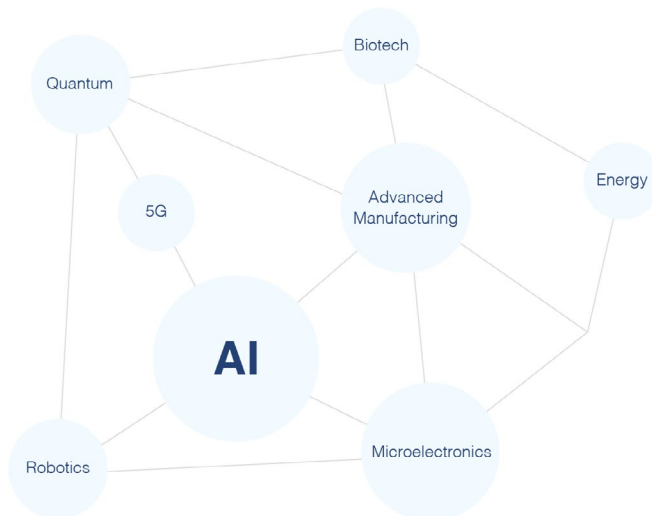 Biotech
Quantum
Energy
Advanced
Manufacturing
5G
AI
Microelectronics
Robotics